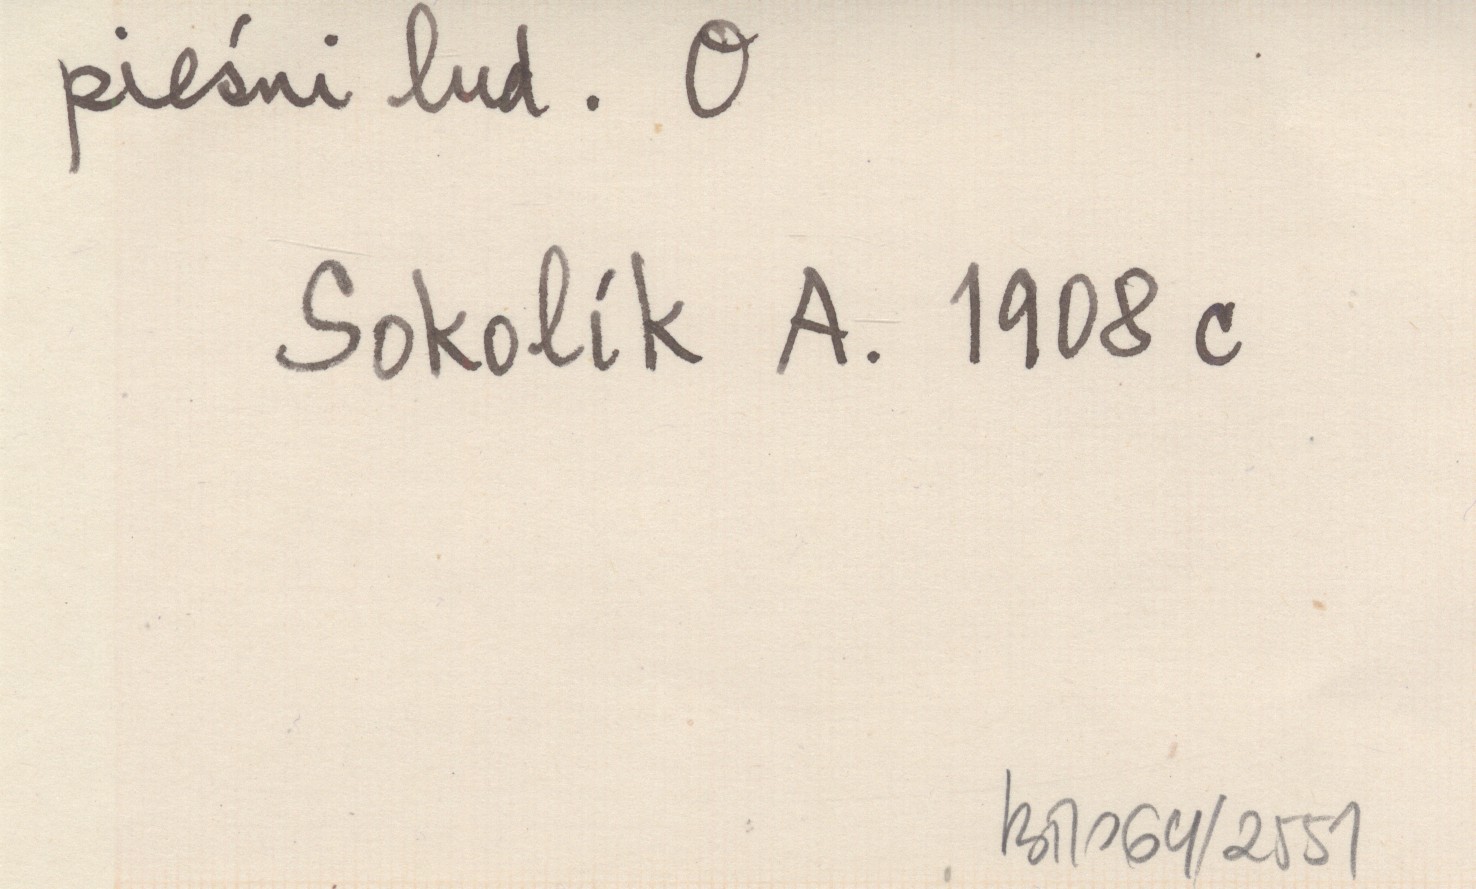 pieśni lud. O
Sokolík A. 1908 c